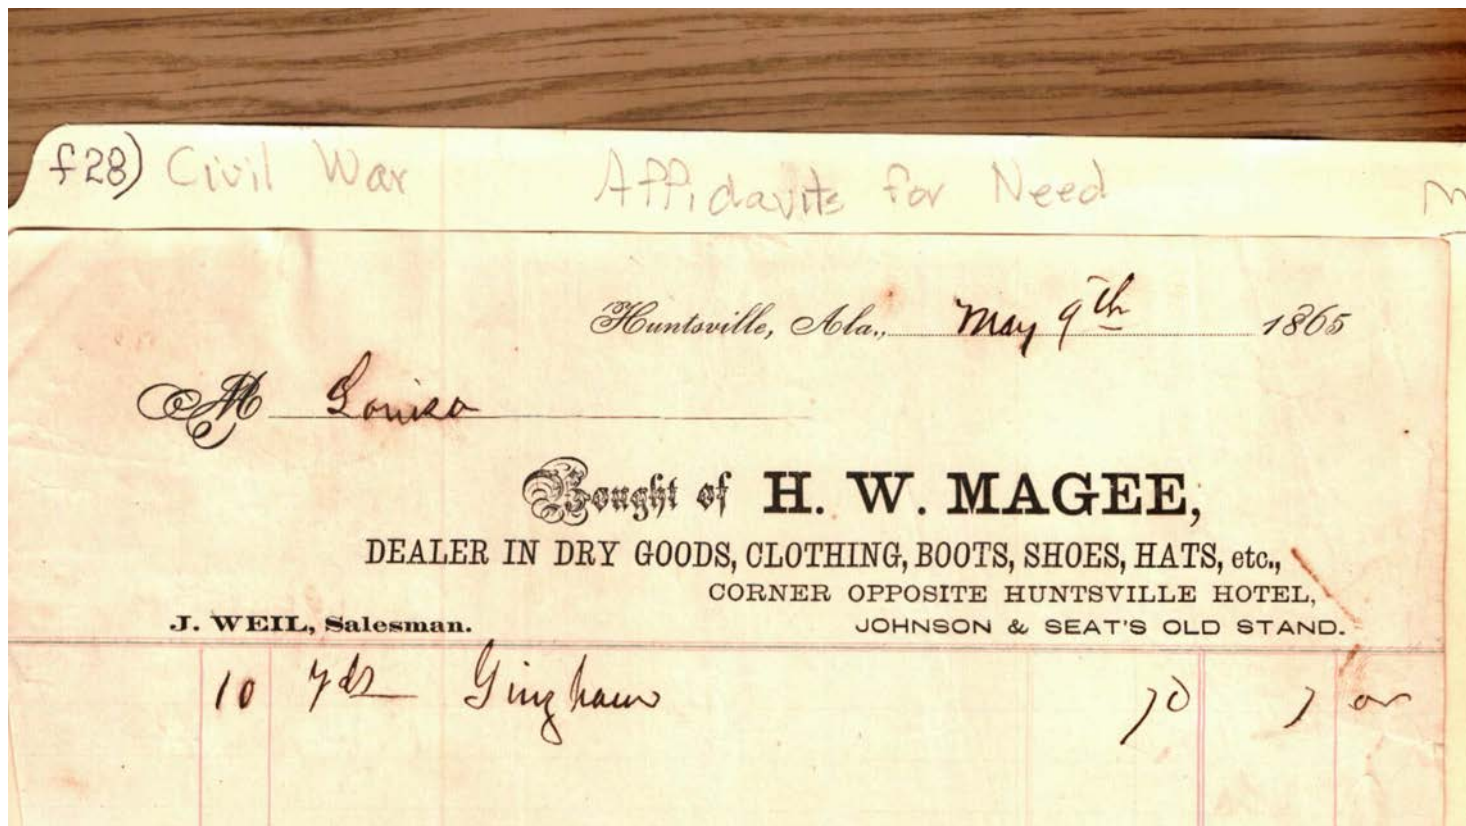 f28) Civil War Affidavits for Need M
Huntsville, Ala., May 9th 1865
M Louisa
Bought of H. W. MAGEE,
DEALER IN DRY GOODS, CLOTHING, BOOTS, SHOES, HATS, etc.,
CORNER OPPOSITE HUNTSVILLE HOTEL,
J. WEIL, Salesman. JOHNSON & SEAT'S OLD STAND.
10 yds Gingham 70 7 00